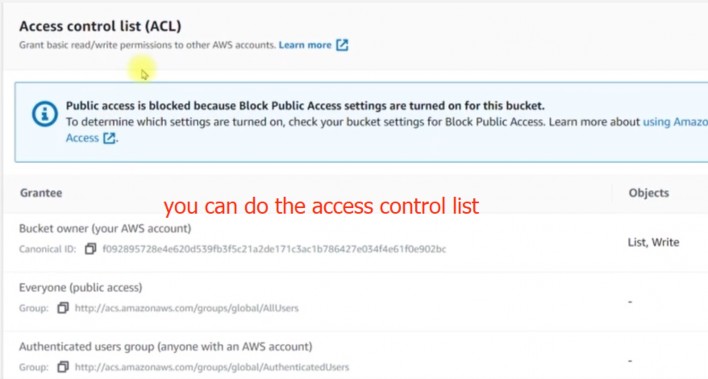 Access control list (ACL)
Grant basic read/write permissions to other AWS accounts. Learn more
Public access is blocked because Block Public Access settings are turned on for this bucket.
To determine which settings are turned on, check your bucket settings for Block Public Access. Learn more about using Amazo
Access
Grantee
Objects
you can do the access control list
Bucket owner (your AWS account)
Canonical ID: f092895728e4e620d539fb3f5c21a2de171c3ac1b786427e034f4e61f0e902bc
List, Write
Everyone (public access)
Group: http://acs.amazonaws.com/groups/global/AllUsers
-
Authenticated users group (anyone with an AWS account)
Group: http://acs.amazonaws.com/groups/global/AuthenticatedUsers
-